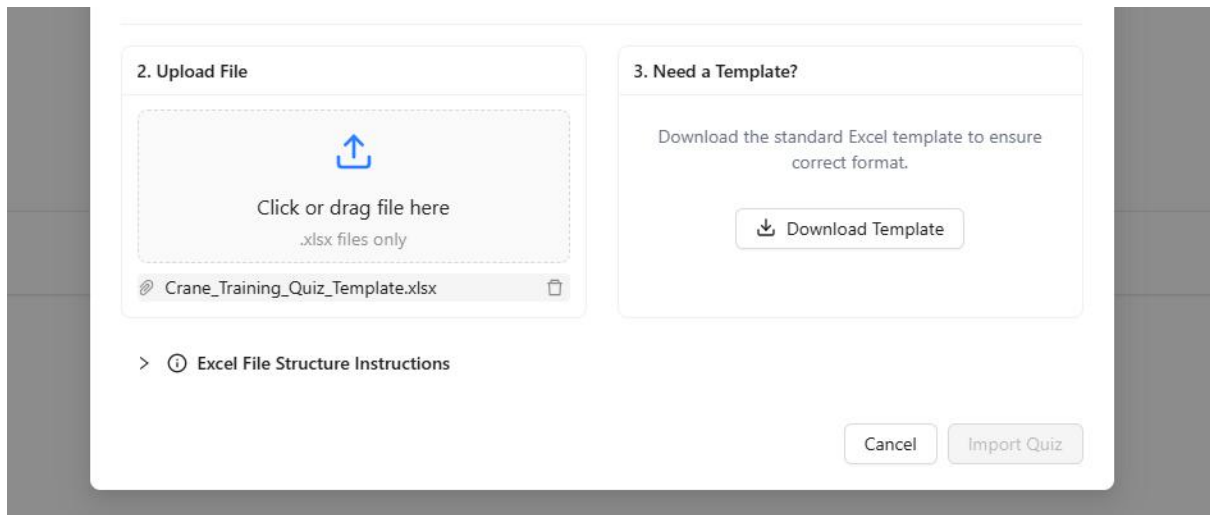 2. Upload File
Click or drag file here
.xlsx files only
Crane_Training_Quiz_Template.xlsx
3. Need a Template?
Download the standard Excel template to ensure
correct format.
Download Template
Excel File Structure Instructions
Cancel
Import Quiz